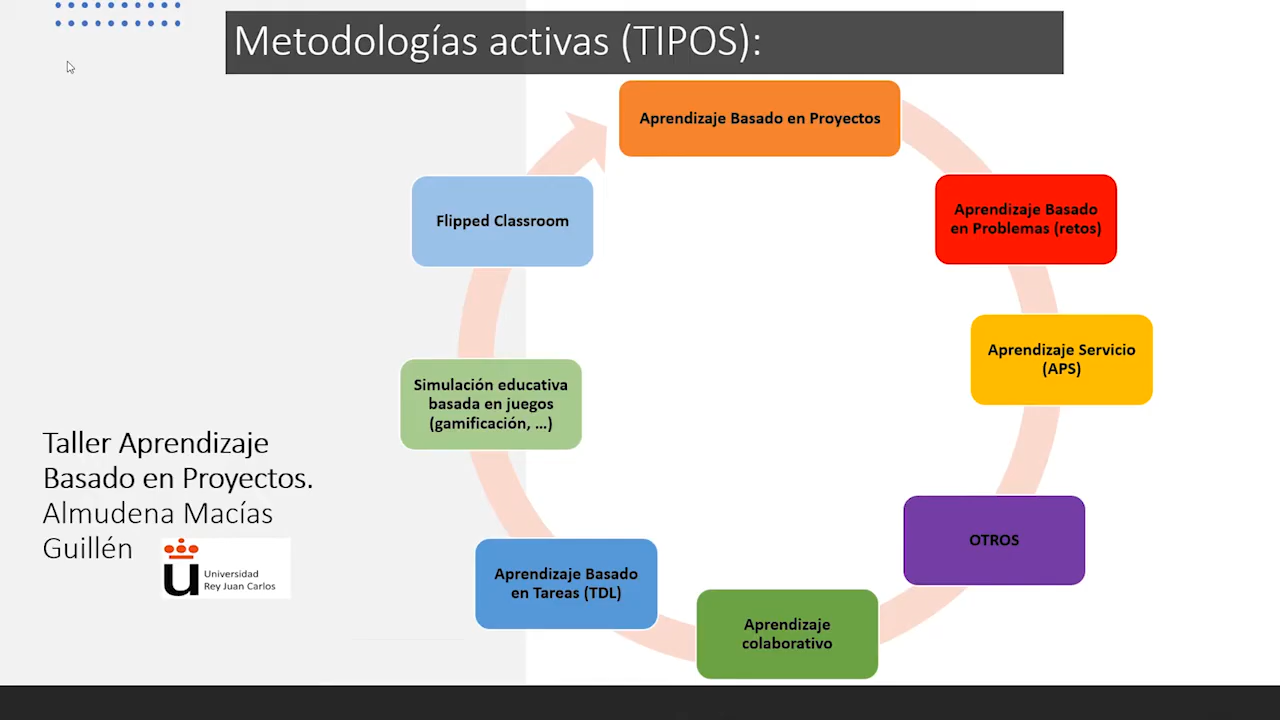 Metodologías activas (TIPOS):
Aprendizaje Basado en Proyectos
Aprendizaje Basado
en Problemas (retos)
Aprendizaje Servicio
(APS)
OTROS
Aprendizaje
colaborativo
Aprendizaje Basado
en Tareas (TDL)
Simulación educativa
basada en juegos
(gamificación, ...)
Flipped Classroom
Taller Aprendizaje
Basado en Proyectos.
Almudena Macías
Guillén
Universidad
Rey Juan Carlos